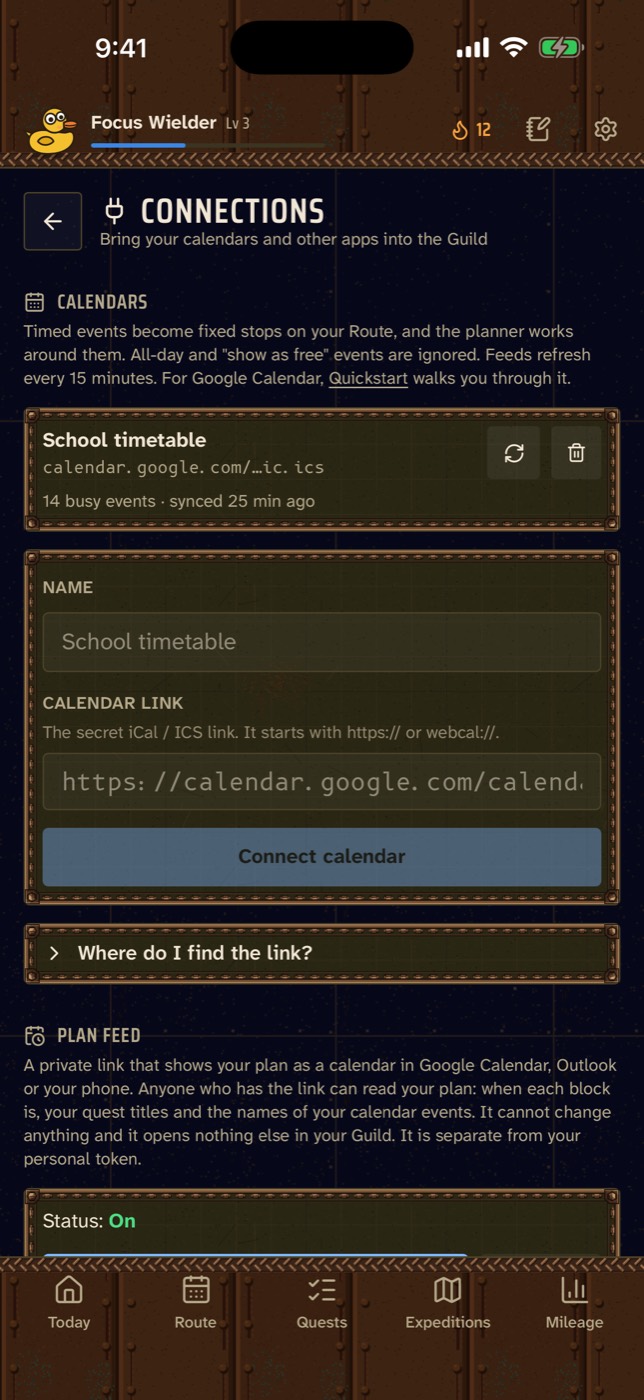 9:41
Focus Wielder Lv 3
12
CONNECTIONS
Bring your calendars and other apps into the Guild
CALENDARS
Timed events become fixed stops on your Route, and the planner works
around them. All-day and "show as free" events are ignored. Feeds refresh
every 15 minutes. For Google Calendar, Quickstart walks you through it.
School timetable
calendar.google.com/…ic.ics
14 busy events · synced 25 min ago
NAME
School timetable
CALENDAR LINK
The secret iCal / ICS link. It starts with https:// or webcal://.
https://calendar.google.com/calenda
Connect calendar
Where do I find the link?
PLAN FEED
A private link that shows your plan as a calendar in Google Calendar, Outlook
or your phone. Anyone who has the link can read your plan: when each block
is, your quest titles and the names of your calendar events. It cannot change
anything and it opens nothing else in your Guild. It is separate from your
personal token.
Status: On
Today
Route
Quests
Expeditions
Mileage